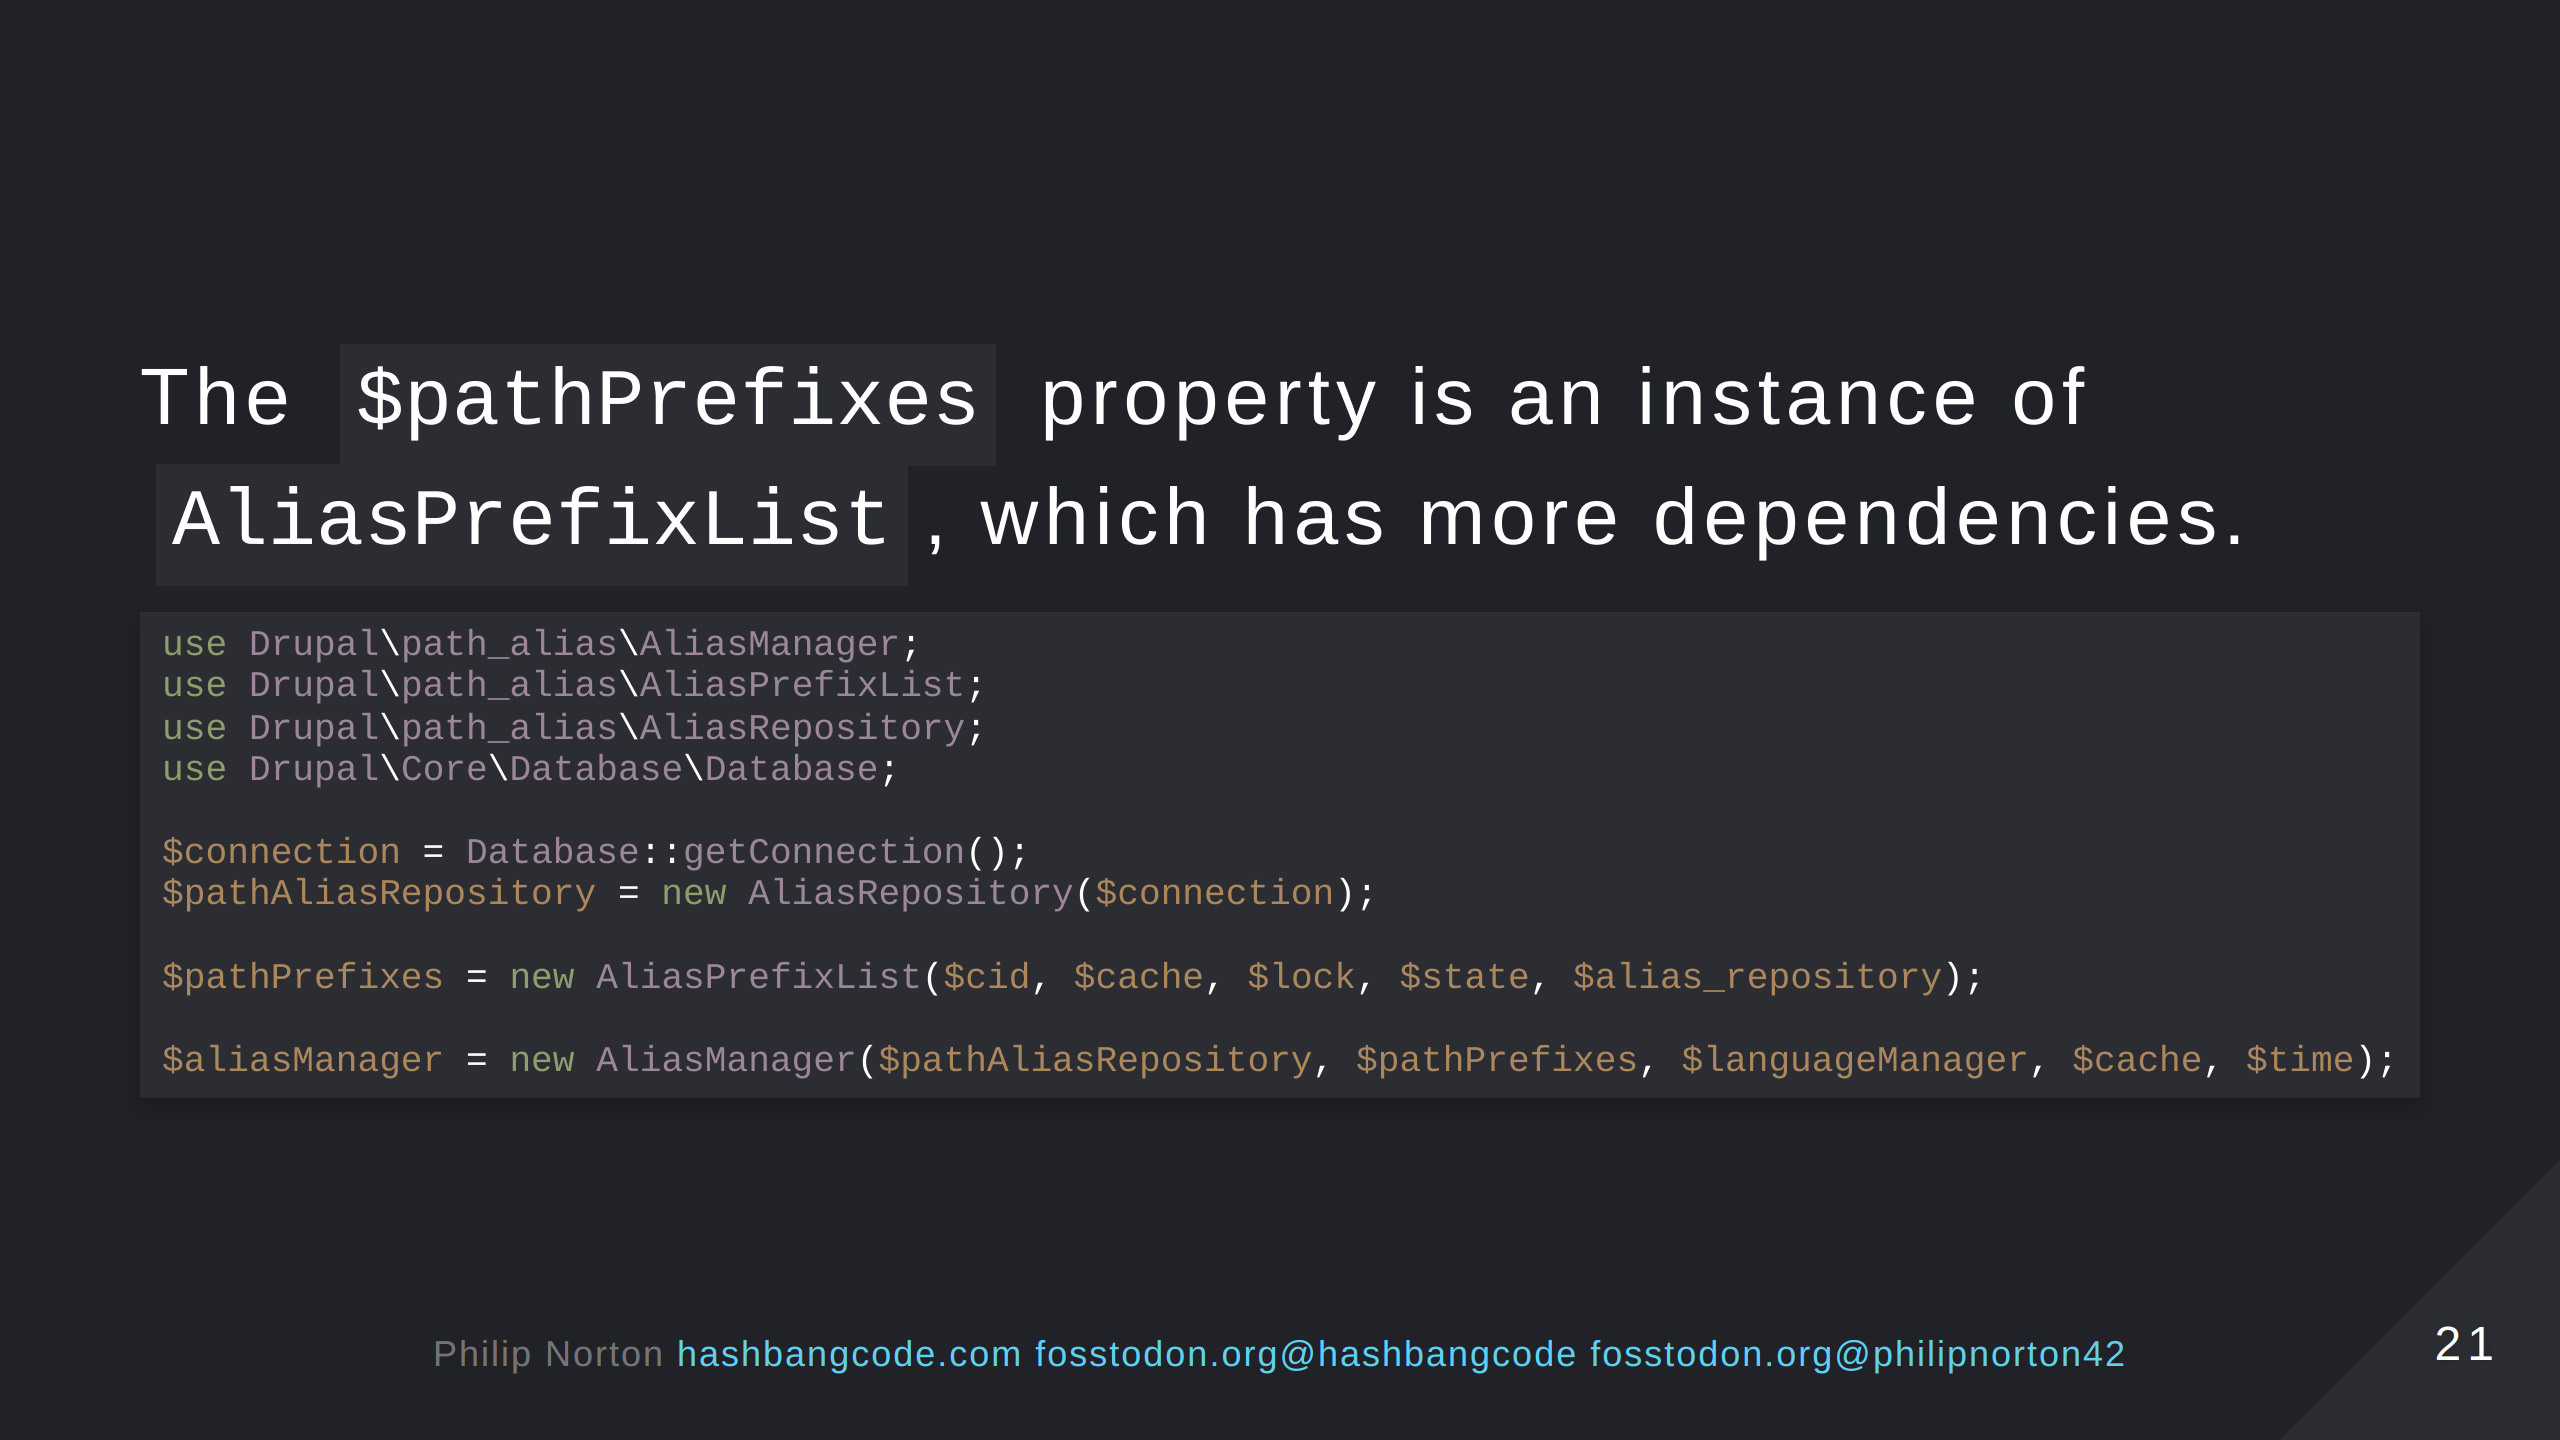 The $pathPrefixes property is an instance of
AliasPrefixList, which has more dependencies.
use Drupal\path_alias\AliasManager;
use Drupal\path_alias\AliasPrefixList;
use Drupal\path_alias\AliasRepository;
use Drupal\Core\Database\Database;

$connection = Database::getConnection();
$pathAliasRepository = new AliasRepository($connection);

$pathPrefixes = new AliasPrefixList($cid, $cache, $lock, $state, $alias_repository);

$aliasManager = new AliasManager($pathAliasRepository, $pathPrefixes, $languageManager, $cache, $time);
Philip Norton hashbangcode.com fosstodon.org@hashbangcode fosstodon.org@philipnorton42
21